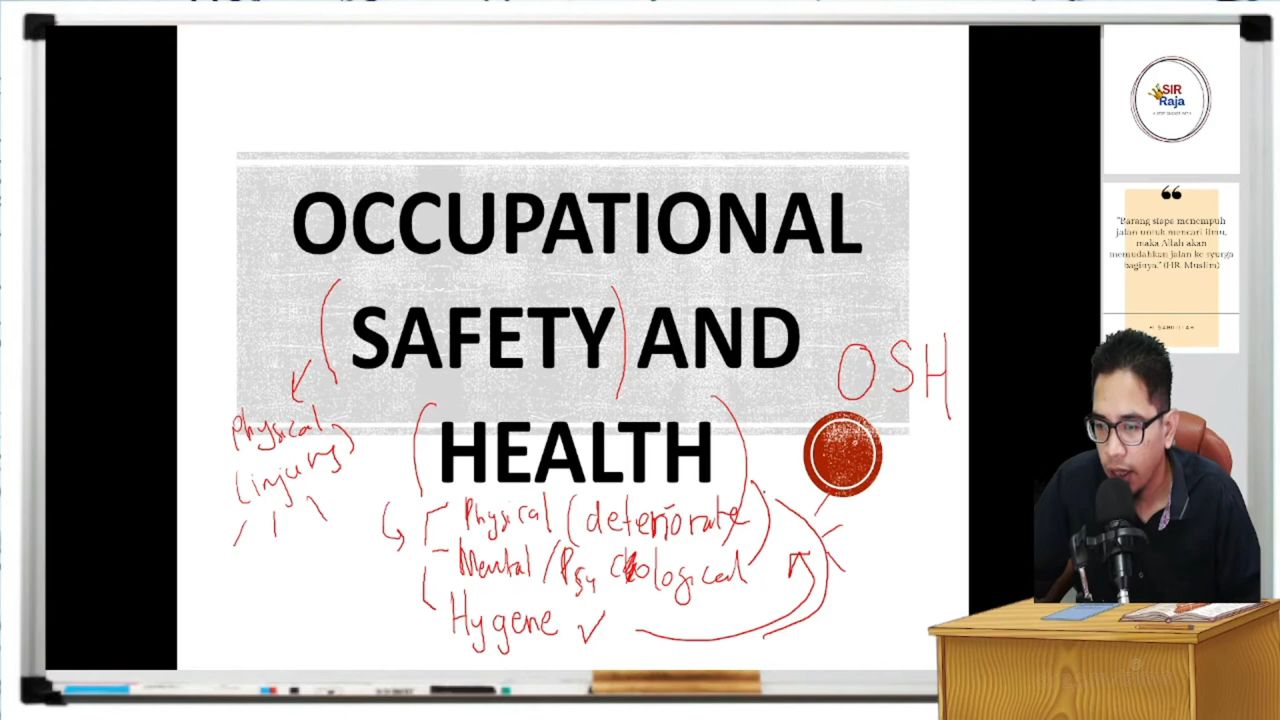 OCCUPATIONAL
SAFETY AND
HEALTH
OSH
Physical
(injury)
Physical (deteriorate)
Mental / Psychological
Hygene ✓
SIR
Raja
❝
"Barang siapa menempuh
jalan untuk mencari ilmu,
maka Allah akan
memudahkan jalan ke syurga
baginya." (HR. Muslim)